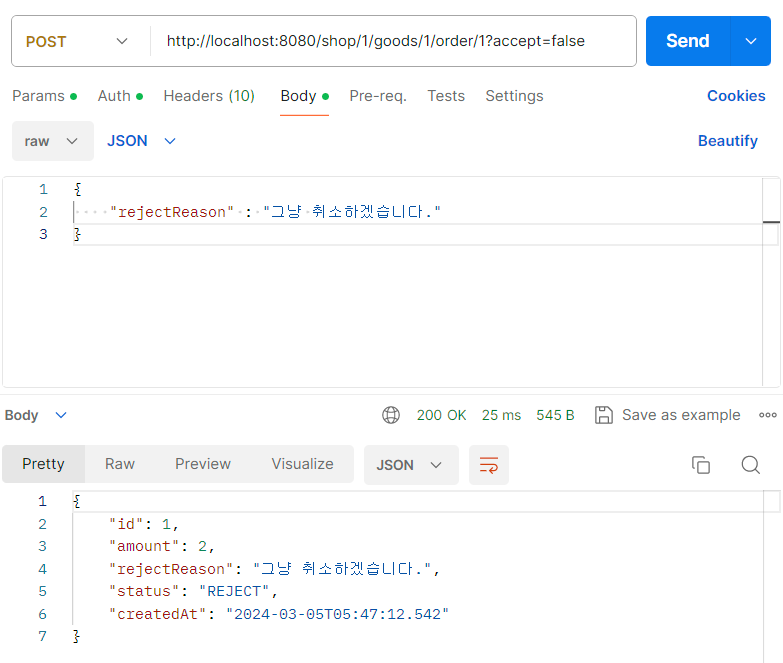 POST http://localhost:8080/shop/1/goods/1/order/1?accept=false Send
Params Auth Headers (10) Body Pre-req. Tests Settings Cookies
raw JSON Beautify
1 {
2 ····"rejectReason"·:·"그냥·취소하겠습니다."
3 }
Body 200 OK 25 ms 545 B Save as example
Pretty Raw Preview Visualize JSON
1 {
2 "id": 1,
3 "amount": 2,
4 "rejectReason": "그냥 취소하겠습니다.",
5 "status": "REJECT",
6 "createdAt": "2024-03-05T05:47:12.542"
7 }